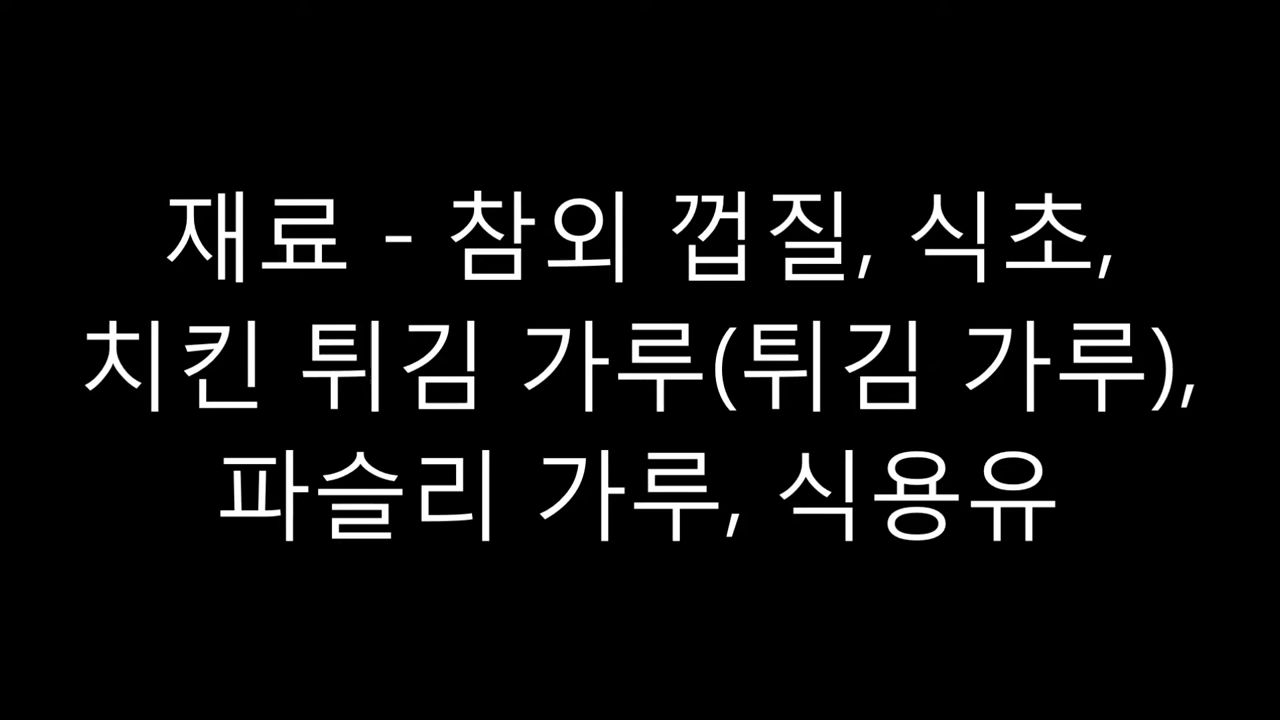 재료 - 참외 껍질, 식초,
치킨 튀김 가루(튀김 가루),
파슬리 가루, 식용유